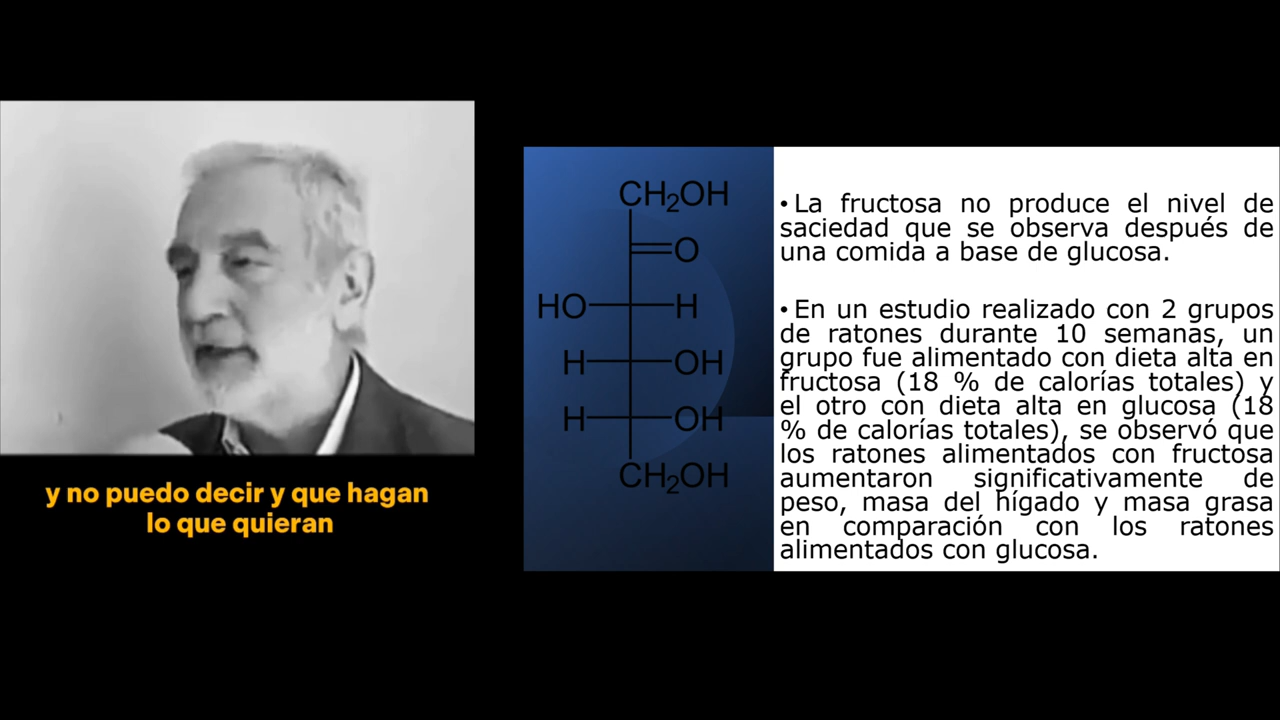 y no puedo decir y que hagan
lo que quieran
CH₂OH
O
HO H
H OH
H OH
CH₂OH
• La fructosa no produce el nivel de
saciedad que se observa después de
una comida a base de glucosa.
• En un estudio realizado con 2 grupos
de ratones durante 10 semanas, un
grupo fue alimentado con dieta alta en
fructosa (18 % de calorías totales) y
el otro con dieta alta en glucosa (18
% de calorías totales), se observó que
los ratones alimentados con fructosa
aumentaron significativamente de
peso, masa del hígado y masa grasa
en comparación con los ratones
alimentados con glucosa.